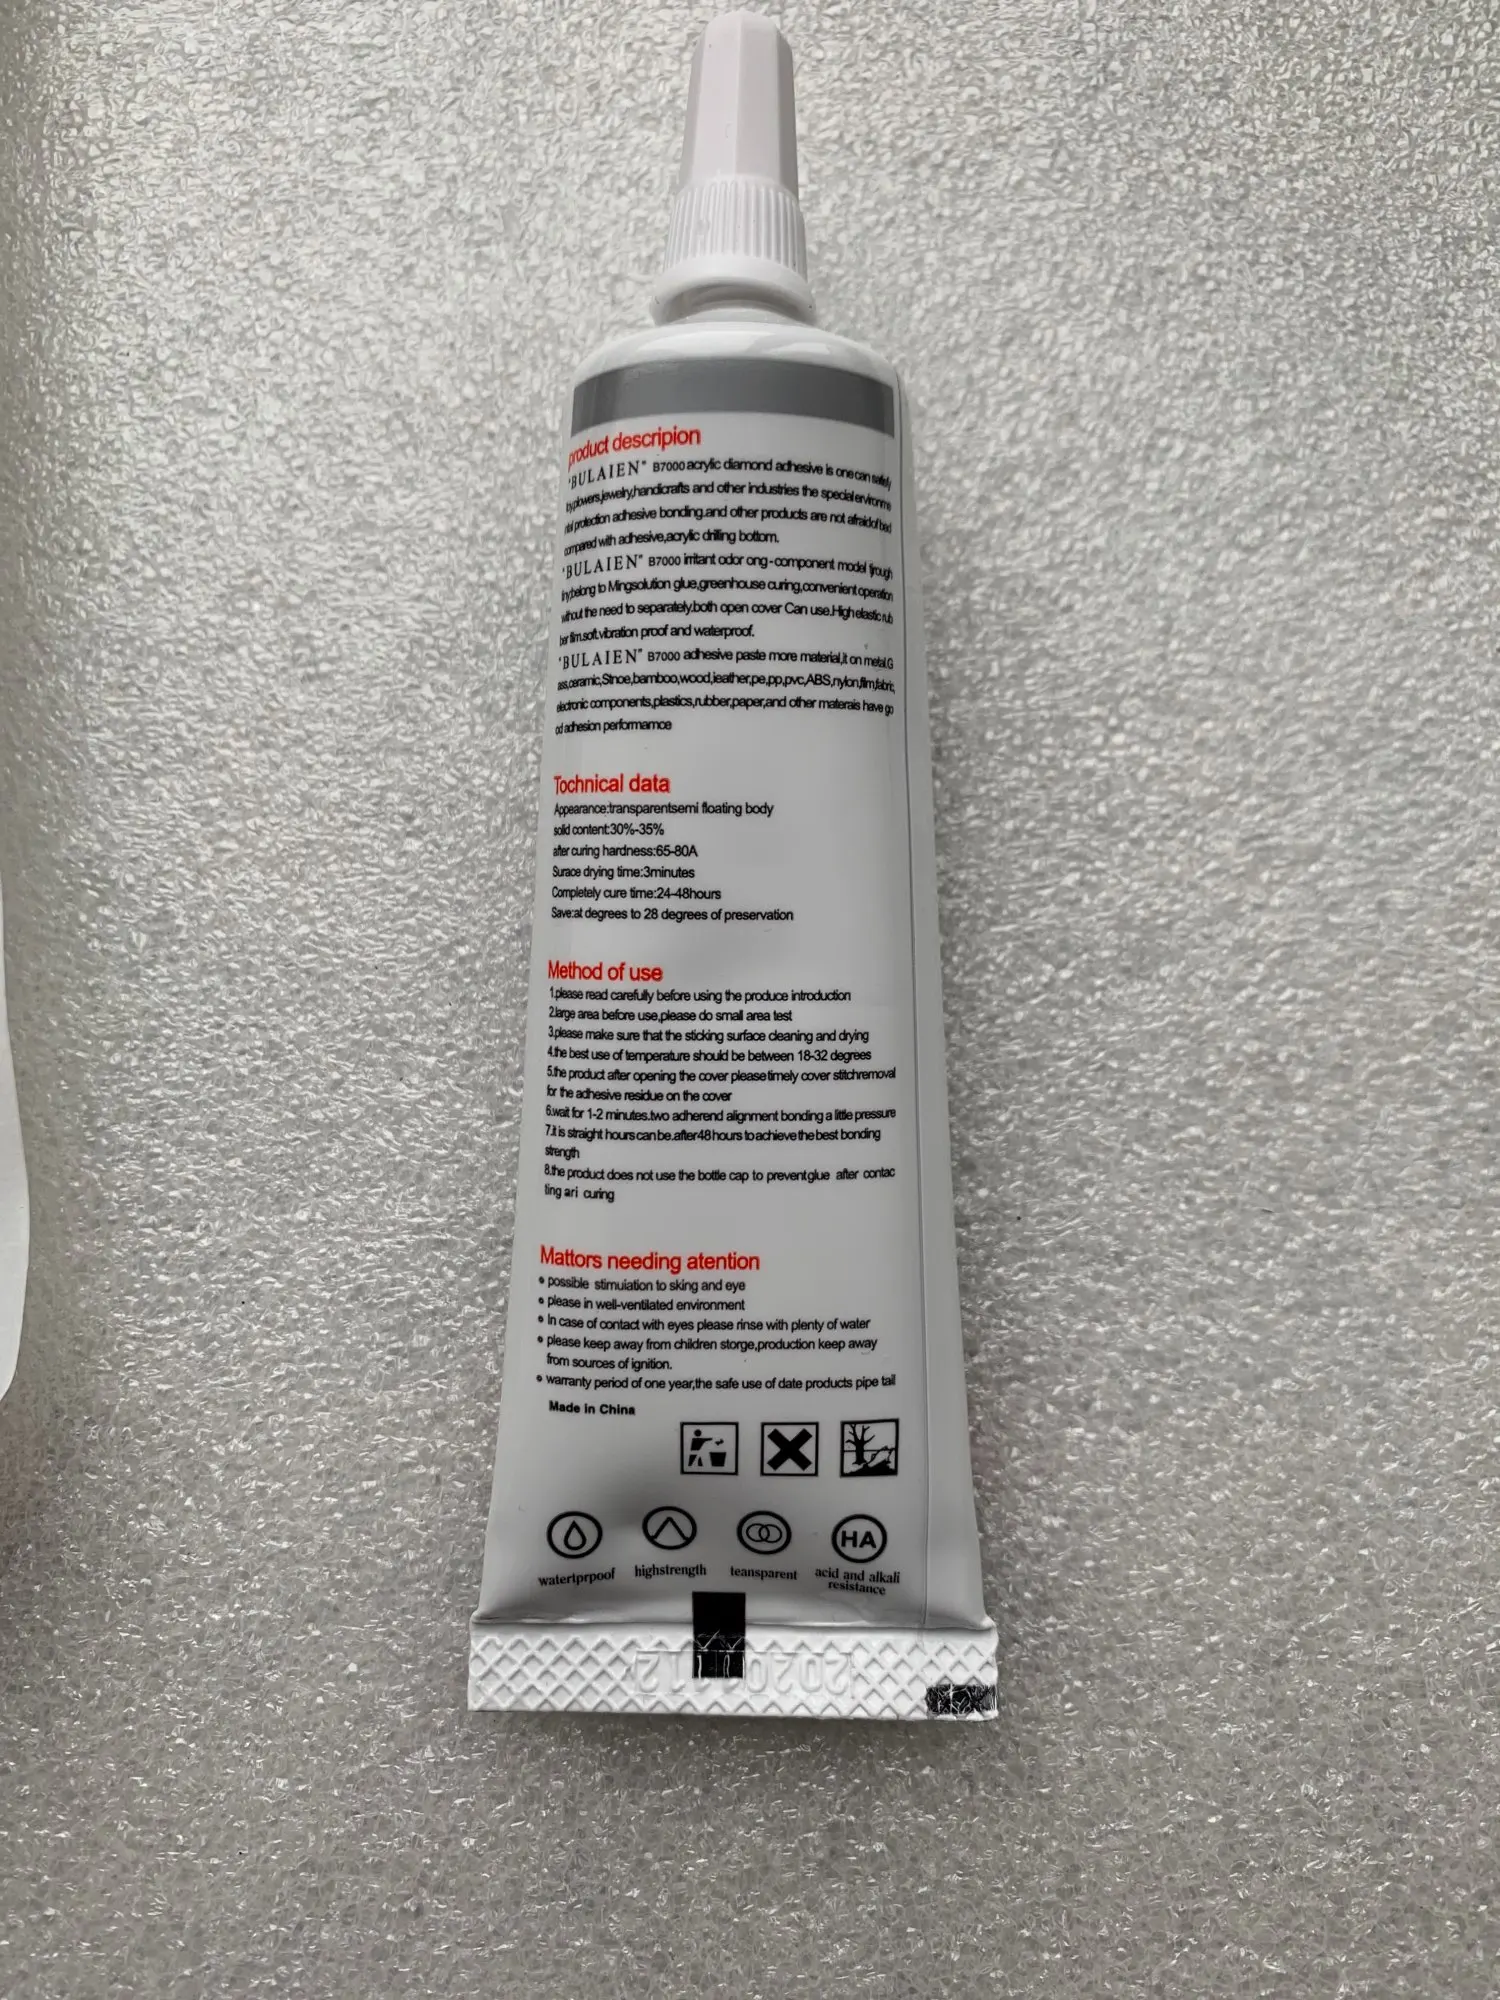 product descripion
"BULAIEN" B7000 acrylic diamond adhesive is one can satisfy
by,plowers,jewelry,handicrafts and other industries the special environme
ntal protection adhesive bonding.and other products are not afraid of bad
compared with adhesive,acrylic drilling bottom.
"BULAIEN" B7000 irritant odor ong-component model
belong to Mingsolution glue,greenhouse curing,convenient operation
without the need to separately.both open cover Can use.High elastic rub
ber film.soft.vibration proof and waterproof.
"BULAIEN" B7000 adhesive paste more material,it on metal.G
ass,ceramic,Stnoe,bamboo,wood,ieather,pe,pp,pvc,ABS,nylon,film,fabric,
electronic components,plastics,rubber,paper,and other materais have go
od adhesion performamce
Tochnical data
Appearance:transparentsemi floating body
solid content:30%-35%
after curing hardness:65-80A
Surace drying time:3minutes
Completely cure time:24-48hours
Save:at degrees to 28 degrees of preservation
Method of use
1.please read carefully before using the produce introduction
2.large area before use,please do small area test
3.please make sure that the sticking surface cleaning and drying
4.the best use of temperature should be between 18-32 degrees
5.the product after opening the cover please timely cover stitchremoval
for the adhesive residue on the cover
6.wait for 1-2 minutes.two adherend alignment bonding a little pressure
7.it is straight hours can be.after 48 hours to achieve the best bonding
strength
8.the product does not use the bottle cap to prevent glue after contac
ting ari curing
Mattors needing atention
• possible stimuiation to sking and eye
• please in well-ventilated environment
• In case of contact with eyes please rinse with plenty of water
• please keep away from children storge,production keep away
from sources of ignition.
• warranty period of one year,the safe use of date products pipe tail
Made in China
HA
watertprpoof highstrength teansparent acid and alkali
resistance